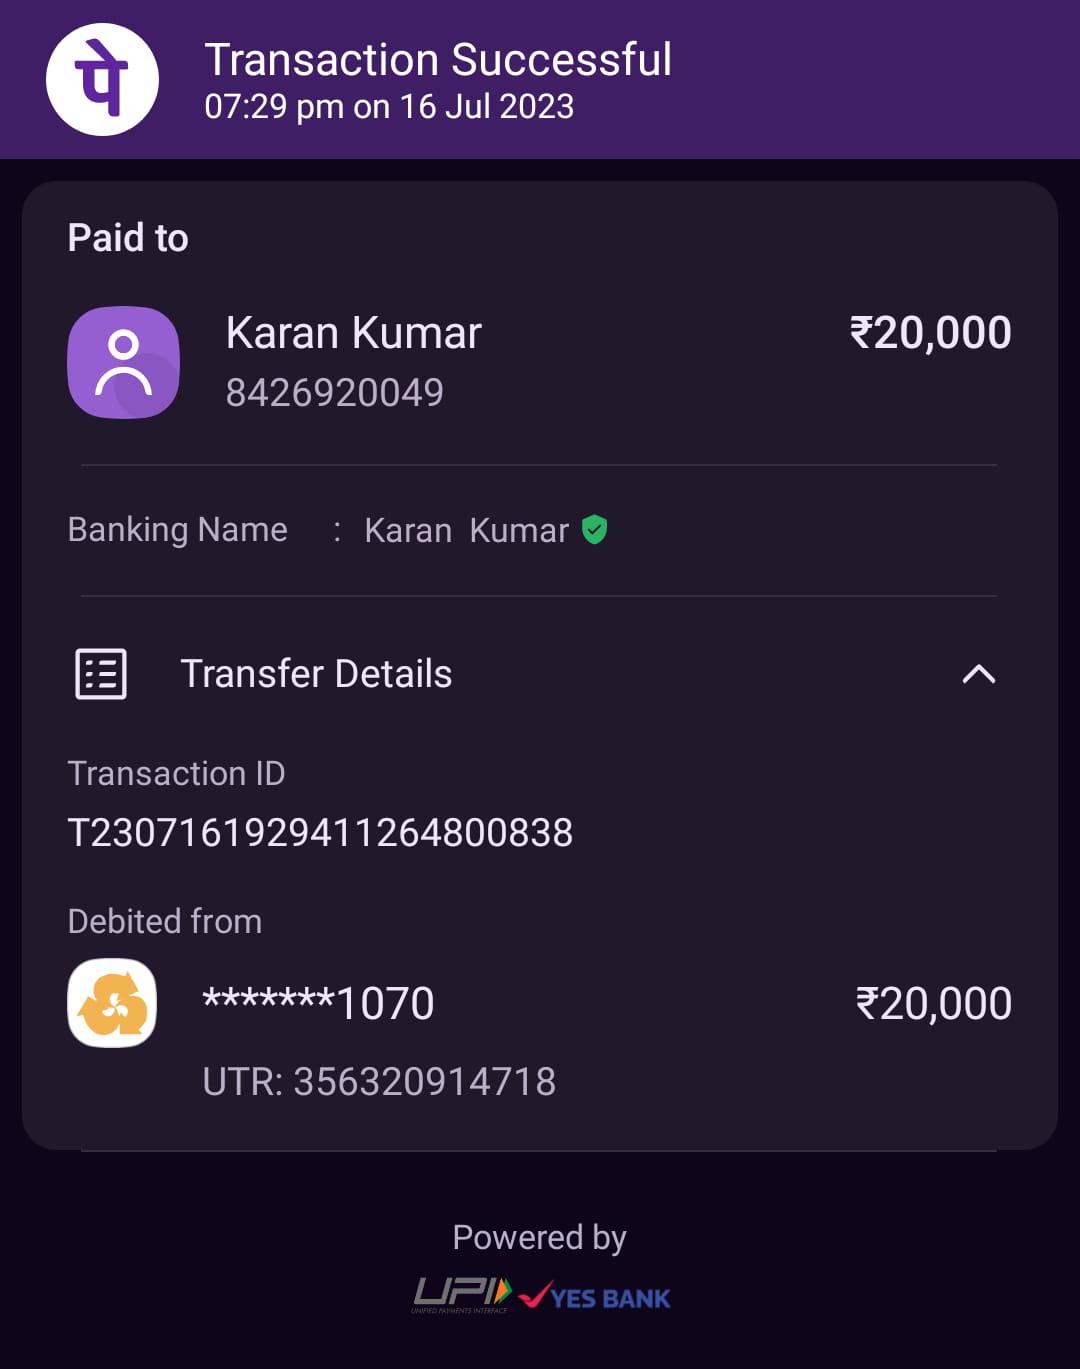 पे
Transaction Successful
07:29 pm on 16 Jul 2023
Paid to
Karan Kumar
₹20,000
8426920049
Banking Name : Karan Kumar
Transfer Details
Transaction ID
T2307161929411264800838
Debited from
*******1070
₹20,000
UTR: 356320914718
Powered by
UPI
UNIFIED PAYMENTS INTERFACE
YES BANK